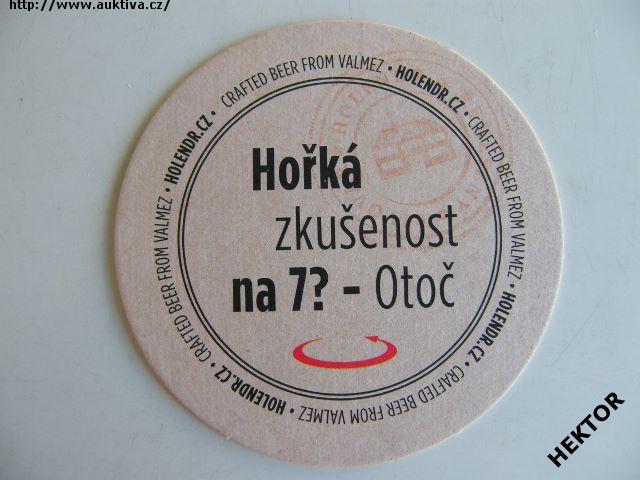 http://www.auktiva.cz/
CRAFTED BEER FROM VALMEZ • HOLENDR.CZ • CRAFTED BEER FROM VALMEZ • HOLENDR.CZ • CRAFTED BEER FROM VALMEZ • HOLENDR.CZ • CRAFTED BEER FROM VALMEZ • HOLENDR.CZ •
Hořká
zkušenost
na 7? - Otoč
HEKTOR